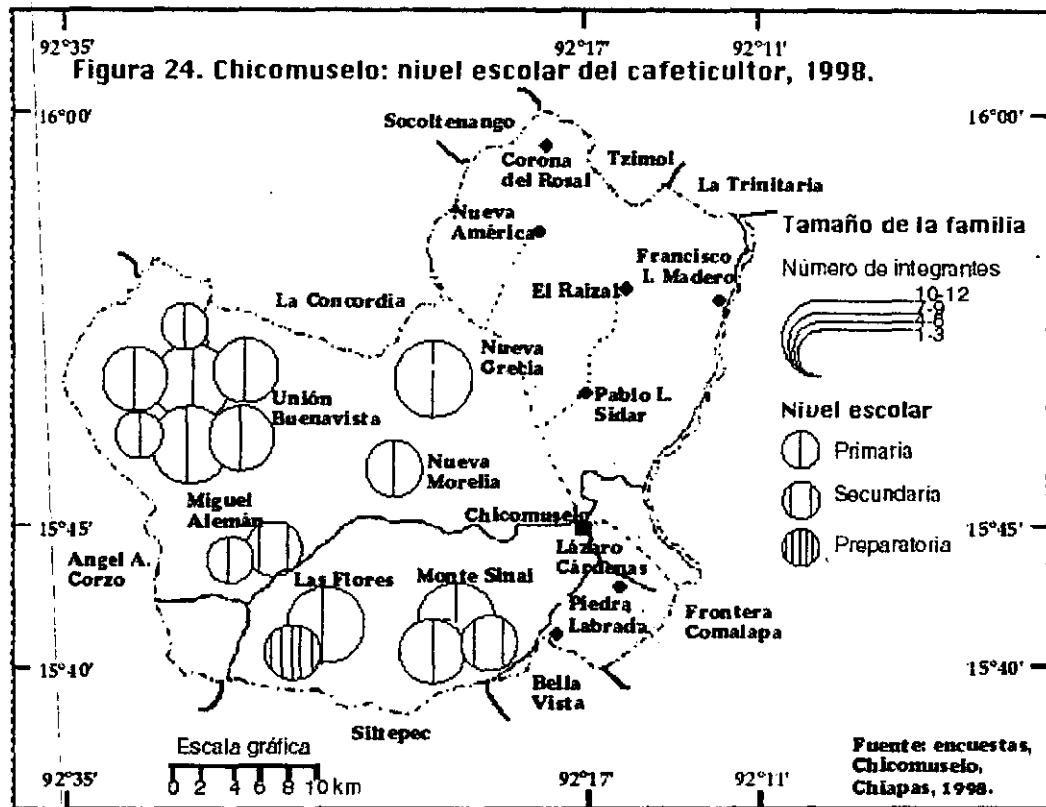 92°35'
92°17'
92°11'
Figura 24. Chicomuselo: nivel escolar del cafeticultor, 1998.
16°00'
16°00'
Socoltenango
Corona
del Rosal
Tzimol
La Trinitaria
Nueva
América
Tamaño de la familia
Francisco
I. Madero
Número de integrantes
El Raizal
La Concordia
10-12
7-9
4-6
1-3
Nueva
Grecia
Unión
Buenavista
Pablo L.
Sidar
Nivel escolar
Primaria
Nueva
Morelia
Secundaria
Miguel
Alemán
Chicomuselo
15°45'
15°45'
Preparatoria
Angel A.
Corzo
Lázaro
Cárdenas
Las Flores
Monte Sinai
Piedra
Labrada
Frontera
Comalapa
15°40'
15°40'
Bella
Vista
Siltepec
Escala gráfica
0 2 4 6 8 10 km
Fuente: encuestas,
Chicomuselo,
Chiapas, 1998.
92°35'
92°17'
92°11'